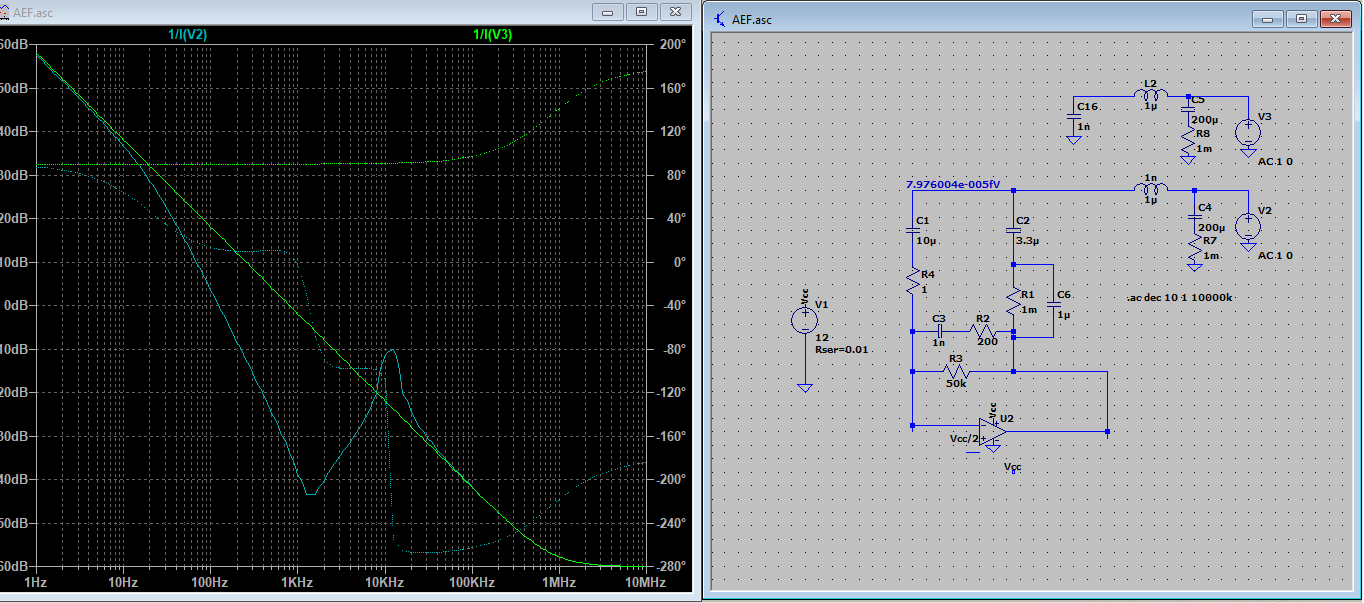 AEF.asc
1/I(V2)
1/I(V3)
60dB
50dB
40dB
30dB
20dB
10dB
0dB
-10dB
-20dB
-30dB
-40dB
-50dB
-60dB
200°
160°
120°
80°
40°
0°
-40°
-80°
-120°
-160°
-200°
-240°
-280°
1Hz
10Hz
100Hz
1KHz
10KHz
100KHz
1MHz
10MHz
AEF.asc
L2
1µ
C16
1n
C5
200µ
R8
1m
V3
AC 1 0
7.976004e-005fV
1n
1µ
C4
200µ
R7
1m
V2
AC 1 0
C1
10µ
C2
3.3µ
R4
1
R1
1m
C6
1µ
C3
1n
R2
200
R3
50k
.ac dec 10 1 10000k
Vcc
V1
12
Rser=0.01
Vcc
U2
Vcc/2
Vcc